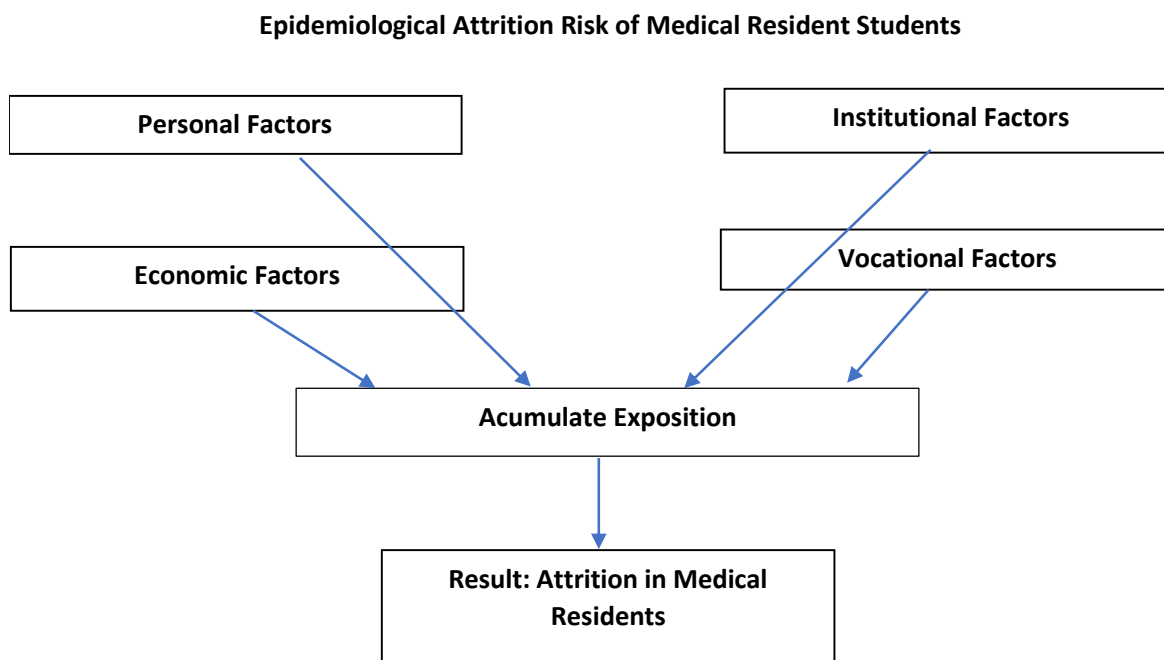 Epidemiological Attrition Risk of Medical Resident Students
Personal Factors
Institutional Factors
Economic Factors
Vocational Factors
Acumulate Exposition
Result: Attrition in Medical
Residents